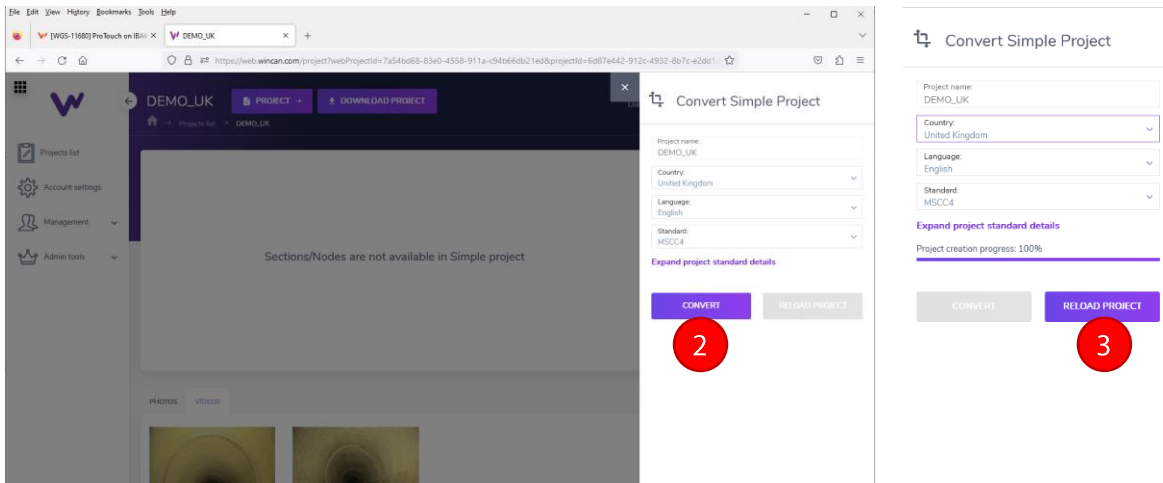 File Edit View History Bookmarks Tools Help
[WGS-11680] ProTouch on IBAK
DEMO_UK
https://web.wincan.com/project?webProjectId=7a54bd68-83e0-4558-911a-c94b66db21ed&projectId=6d87e442-912c-4932-8b7c-e2dd1
DEMO_UK
PROJECT
DOWNLOAD PROJECT
Projects list
DEMO_UK
Projects list
Account settings
Management
Admin tools
Sections/Nodes are not available in Simple project
PHOTOS VIDEOS
Convert Simple Project
Project name:
DEMO_UK
Country:
United Kingdom
Language:
English
Standard:
MSCC4
Expand project standard details
CONVERT
RELOAD PROJECT
2
Convert Simple Project
Project name:
DEMO_UK
Country:
United Kingdom
Language:
English
Standard:
MSCC4
Expand project standard details
Project creation progress: 100%
CONVERT
RELOAD PROJECT
3